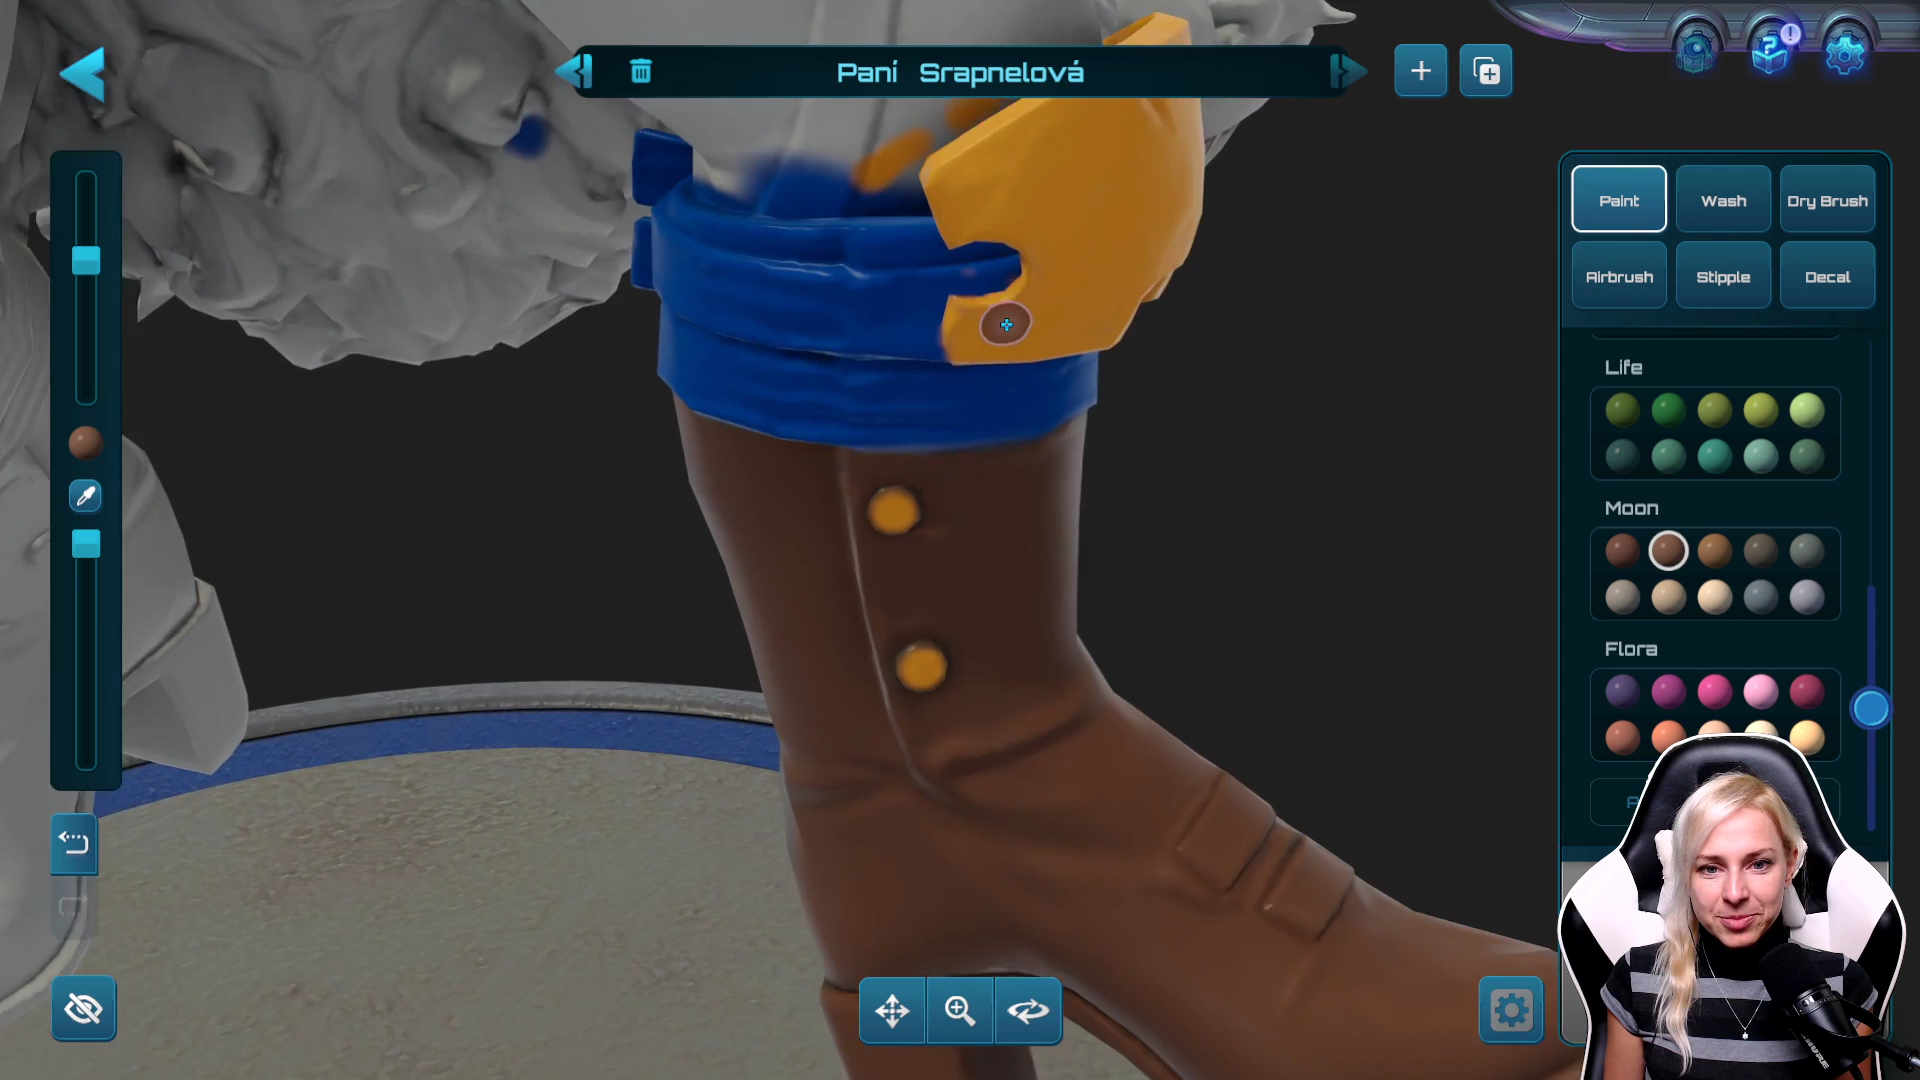 Paní Srapnelová
Paint
Wash
Dry Brush
Airbrush
Stipple
Decal
Life
Moon
Flora